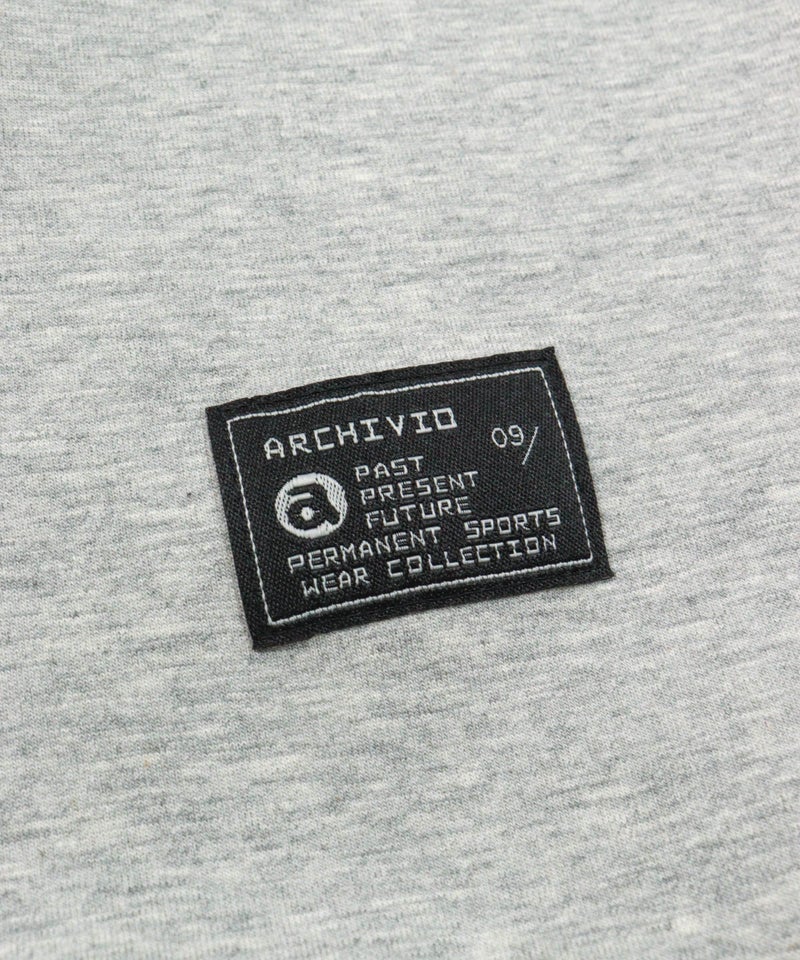 ARCHIVIO
09/
a
PAST
PRESENT
FUTURE
PERMANENT SPORTS
WEAR COLLECTION